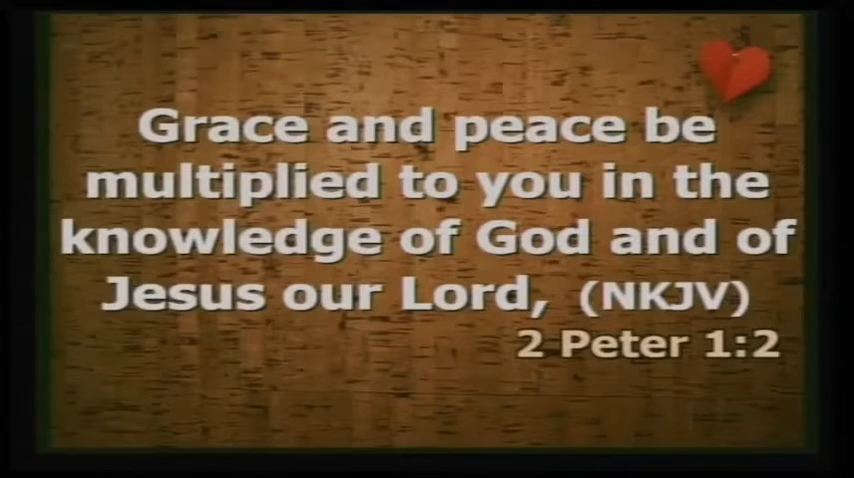 Grace and peace be
multiplied to you in the
knowledge of God and of
Jesus our Lord, (NKJV)
2 Peter 1:2